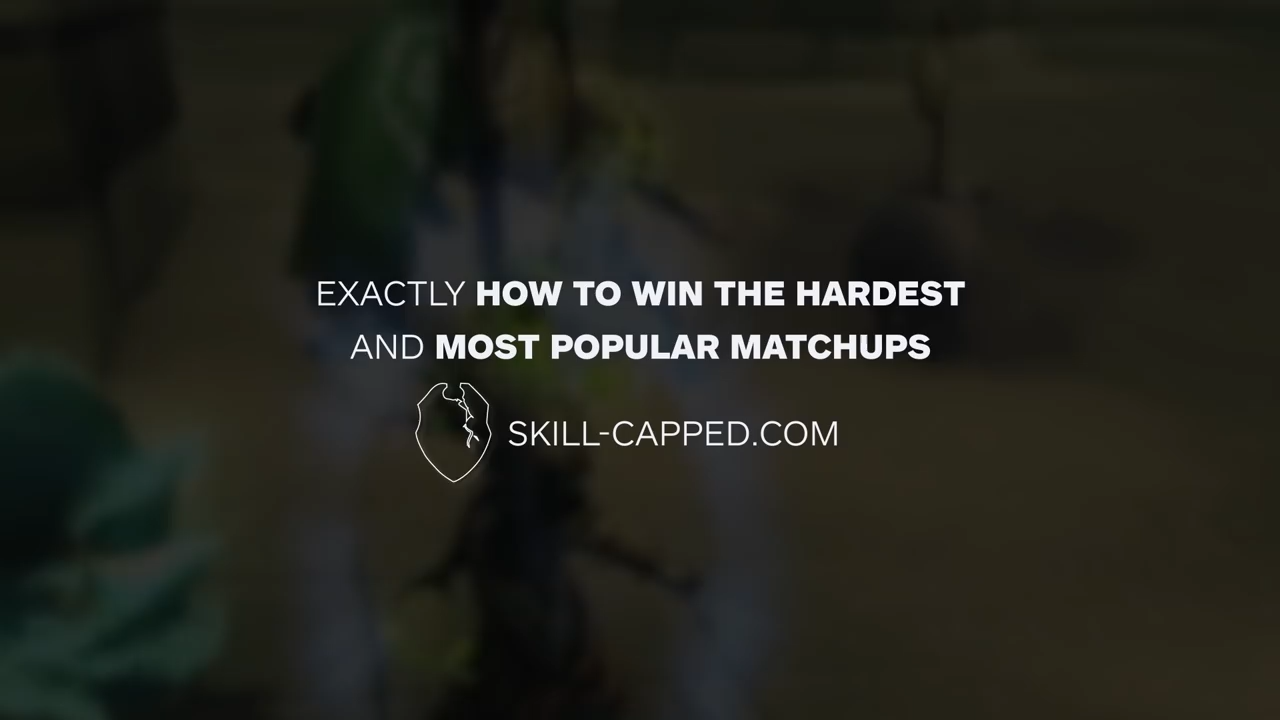 EXACTLY HOW TO WIN THE HARDEST
AND MOST POPULAR MATCHUPS
SKILL-CAPPED.COM